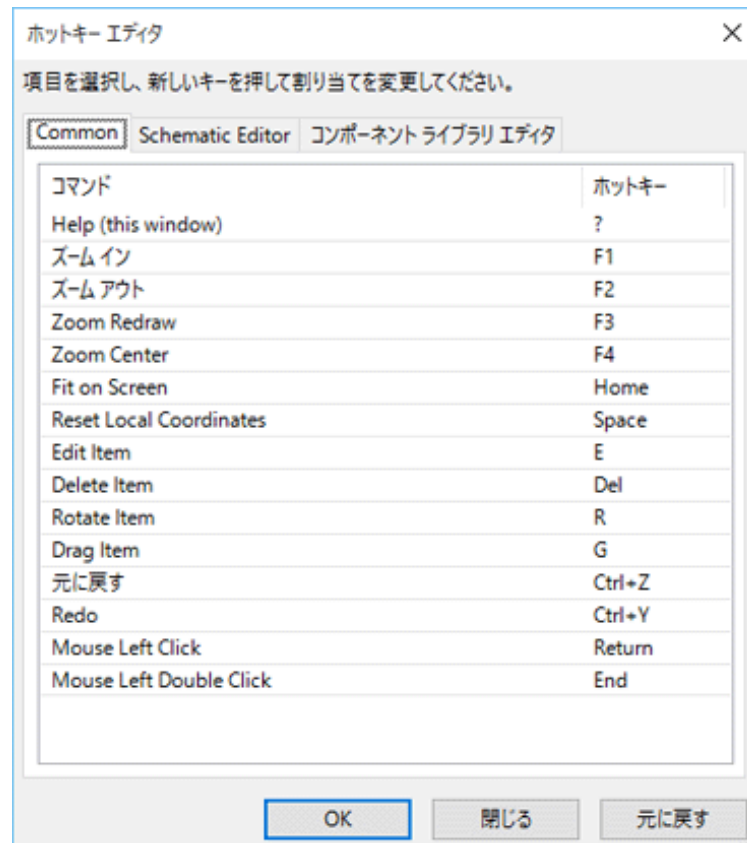 ホットキー エディタ
項目を選択し、新しいキーを押して割り当てを変更してください。
Common Schematic Editor コンポーネント ライブラリ エディタ
コマンド ホットキー
Help (this window) ?
ズーム イン F1
ズーム アウト F2
Zoom Redraw F3
Zoom Center F4
Fit on Screen Home
Reset Local Coordinates Space
Edit Item E
Delete Item Del
Rotate Item R
Drag Item G
元に戻す Ctrl+Z
Redo Ctrl+Y
Mouse Left Click Return
Mouse Left Double Click End
OK 閉じる 元に戻す